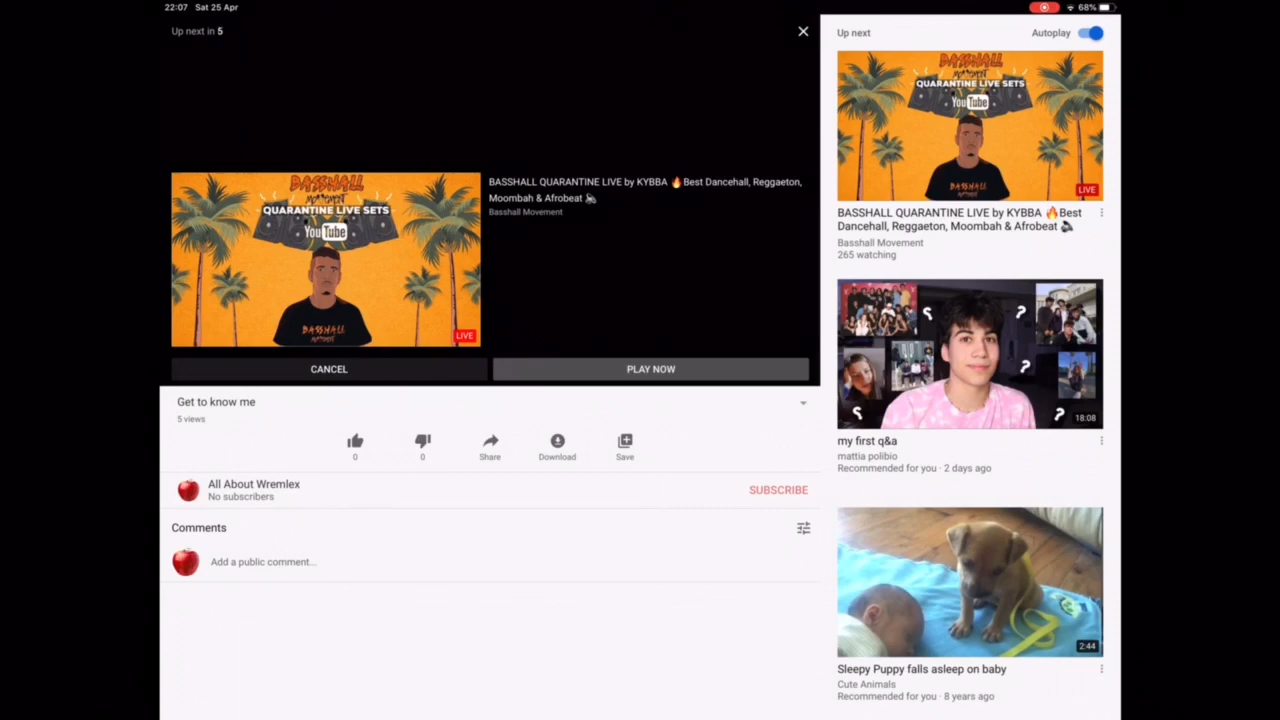 22:07 Sat 25 Apr
68%
Up next in 5
BASSHALL
MOVEMENT
QUARANTINE LIVE SETS
YouTube
BASSHALL
MOVEMENT
LIVE
BASSHALL QUARANTINE LIVE by KYBBA 🔥Best Dancehall, Reggaeton,
Moombah & Afrobeat 🔊
Basshall Movement
CANCEL
PLAY NOW
Get to know me
5 views
0
0
Share
Download
Save
All About Wremlex
No subscribers
SUBSCRIBE
Comments
Add a public comment...
Up next
Autoplay
BASSHALL
MOVEMENT
QUARANTINE LIVE SETS
YouTube
BASSHALL
MOVEMENT
LIVE
BASSHALL QUARANTINE LIVE by KYBBA 🔥Best
Dancehall, Reggaeton, Moombah & Afrobeat 🔊
Basshall Movement
265 watching
? ? ? ? ?
18:08
my first q&a
mattia polibio
Recommended for you · 2 days ago
2:44
Sleepy Puppy falls asleep on baby
Cute Animals
Recommended for you · 8 years ago